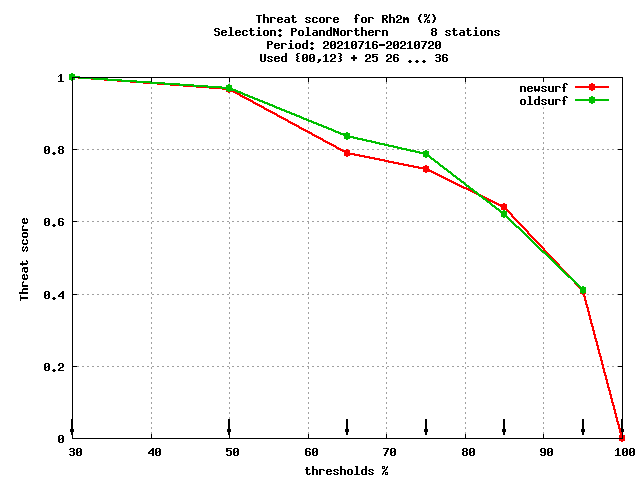 Threat score  for Rh2m (%)
Selection: PolandNorthern      8 stations
Period: 20210716-20210720
Used {00,12} + 25 26 ... 36
newsurf
oldsurf
1
0.8
0.6
0.4
0.2
0
Threat score
30 40 50 60 70 80 90 100
thresholds %